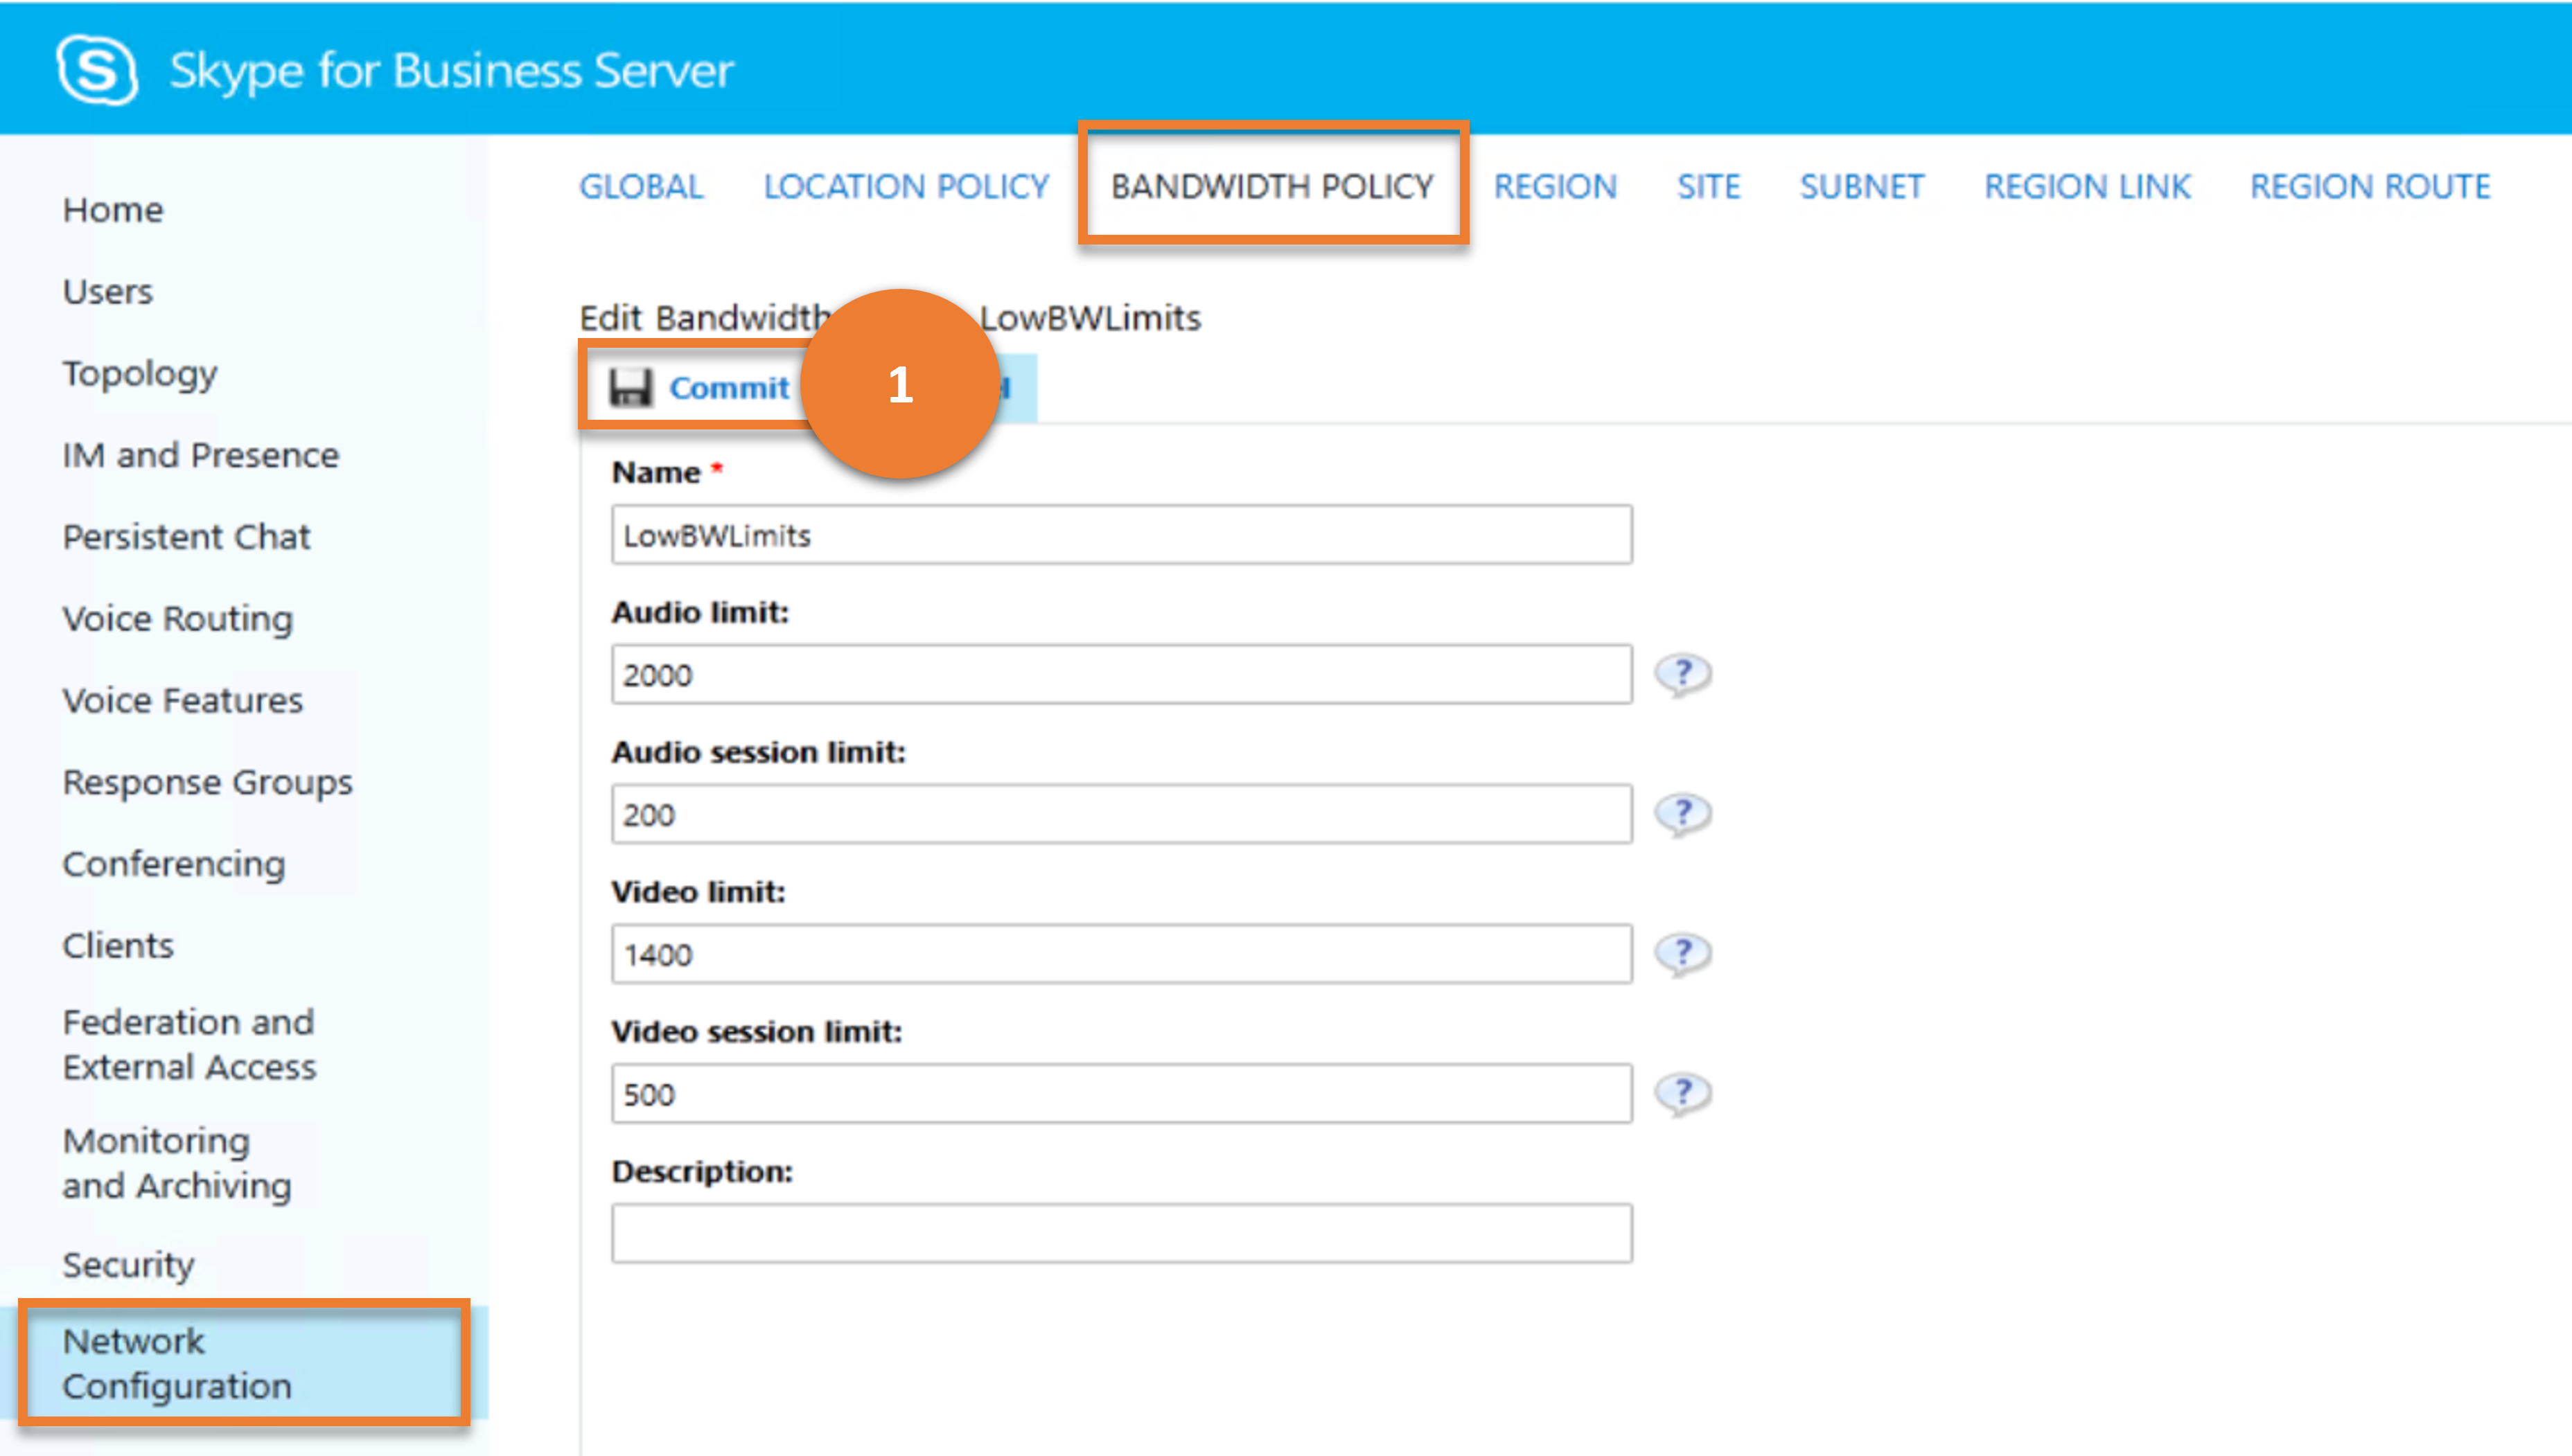 Skype for Business Server
GLOBAL LOCATION POLICY BANDWIDTH POLICY REGION SITE SUBNET REGION LINK REGION ROUTE
Home
Users
Topology
IM and Presence
Persistent Chat
Voice Routing
Voice Features
Response Groups
Conferencing
Clients
Federation and
External Access
Monitoring
and Archiving
Security
Network
Configuration
Edit Bandwidth LowBWLimits
Commit 1
Name *
LowBWLimits
Audio limit:
2000
Audio session limit:
200
Video limit:
1400
Video session limit:
500
Description: